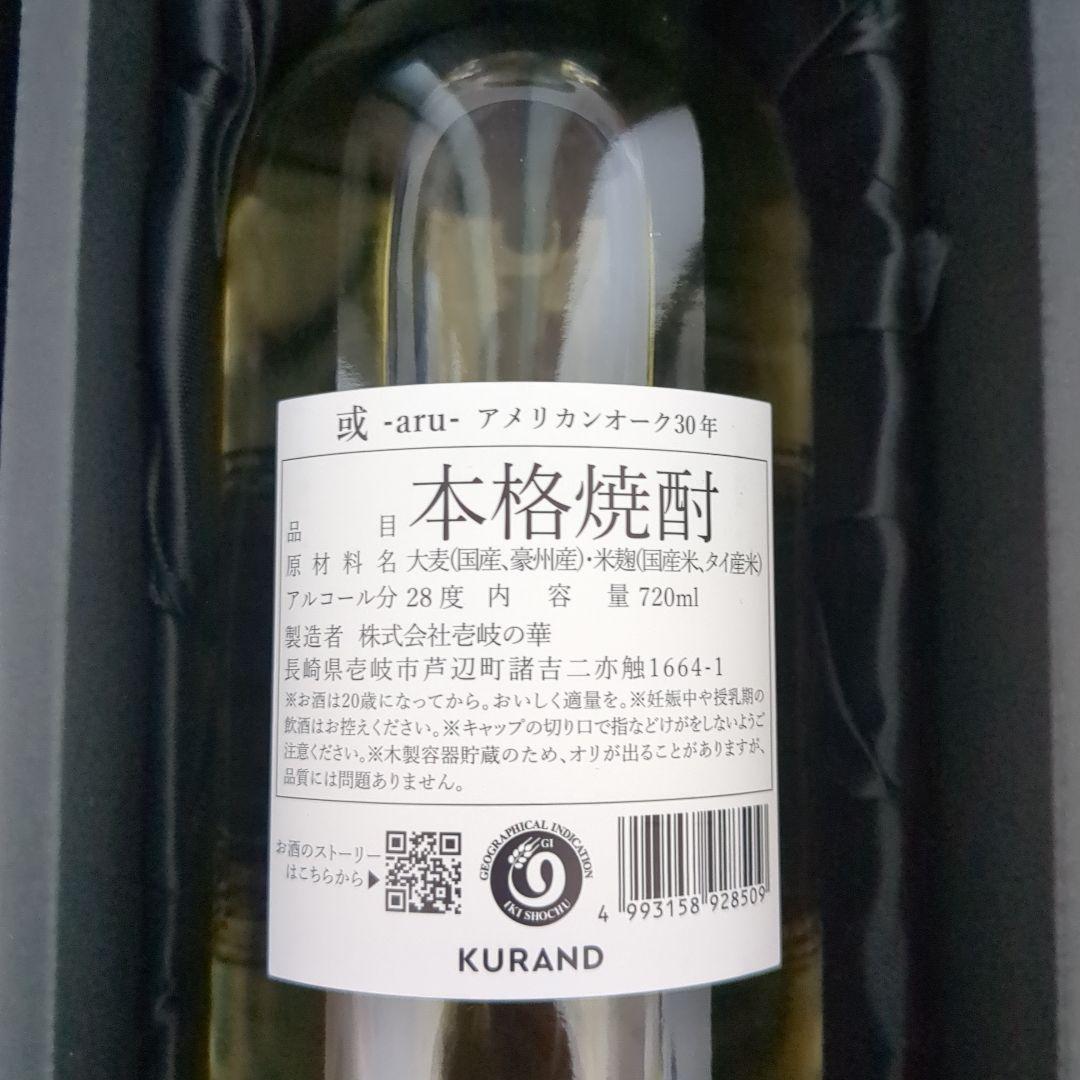 或 -aru- アメリカンオーク30年
品目 本格焼酎
原材料名 大麦(国産、豪州産)・米麹(国産米、タイ産米)
アルコール分 28度 内容量 720ml
製造者 株式会社壱岐の華
長崎県壱岐市芦辺町諸吉二亦触1664-1
※お酒は20歳になってから。おいしく適量を。※妊娠中や授乳期の
飲酒はお控えください。※キャップの切り口で指などけがをしないようご
注意ください。※木製容器貯蔵のため、オリが出ることがありますが、
品質には問題ありません。
お酒のストーリー
はこちらから▶
GEOGRAPHICAL INDICATION
GI
IKI SHOCHU
4 993158 928509
KURAND